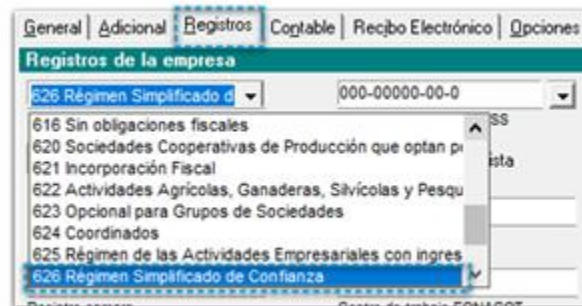 General Adicional Registros Contable Recibo Electrónico Opciones
Registros de la empresa
626 Régimen Simplificado d 000-00000-00-0
616 Sin obligaciones fiscales
620 Sociedades Cooperativas de Producción que optan p
621 Incorporación Fiscal
622 Actividades Agrícolas, Ganaderas, Silvícolas y Pesqu
623 Opcional para Grupos de Sociedades
624 Coordinados
625 Régimen de las Actividades Empresariales con ingres
626 Régimen Simplificado de Confianza